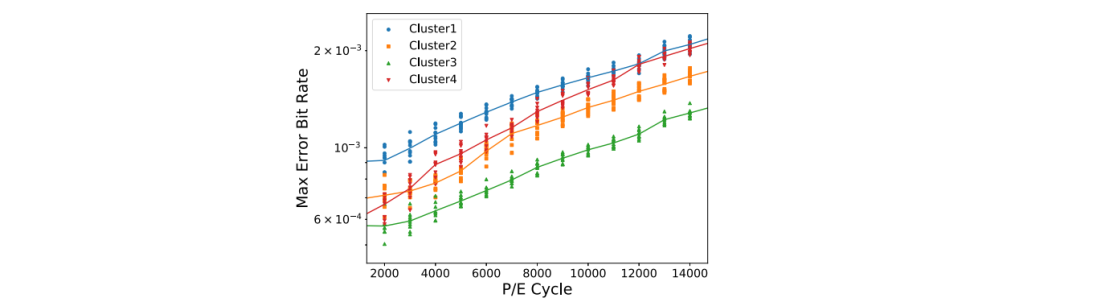 Cluster1
Cluster2
Cluster3
Cluster4
2 × 10⁻³
10⁻³
6 × 10⁻⁴
Max Error Bit Rate
2000 4000 6000 8000 10000 12000 14000
P/E Cycle